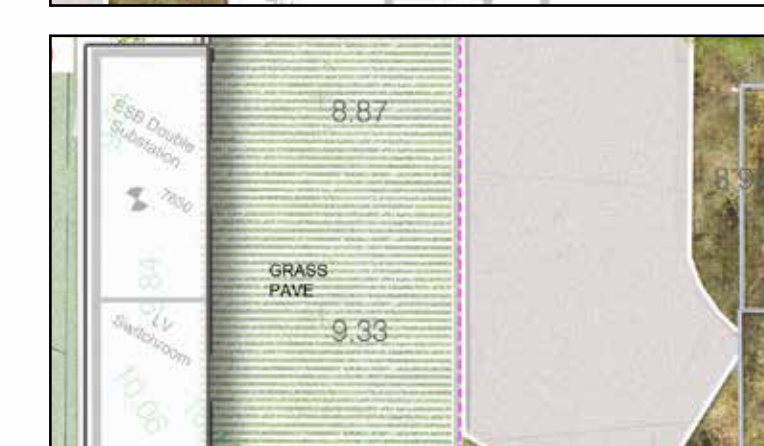 ESB Double
Substation
7650
8.87
GRASS
PAVE
9.33
LV
Switchroom
10.06